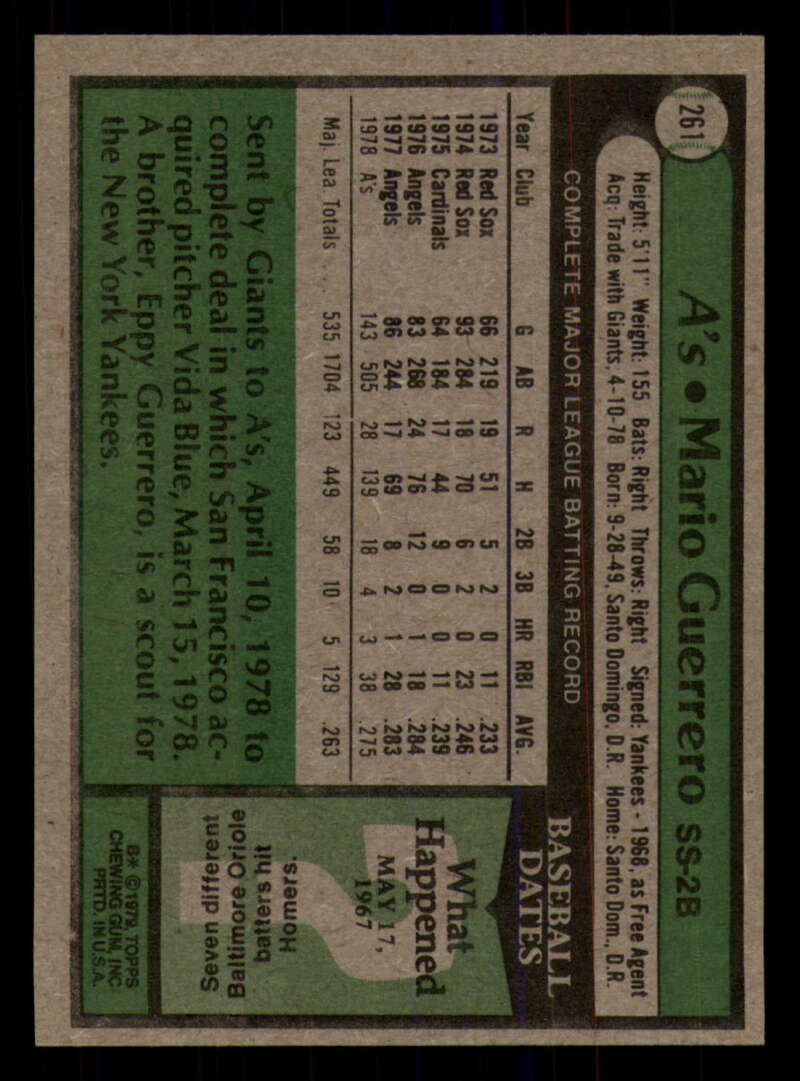 261
A's • Mario Guerrero SS-2B
Height: 5'11" Weight: 155 Bats: Right Throws: Right Signed: Yankees - 1968, as Free Agent
Acq: Trade with Giants, 4-10-78 Born: 9-28-49, Santo Domingo, D.R. Home: Santo Dom., D.R.
COMPLETE MAJOR LEAGUE BATTING RECORD
Year Club G AB R H 2B 3B HR RBI AVG.
1973 Red Sox 66 219 19 51 5 2 0 11 .233
1974 Red Sox 93 284 18 70 6 2 0 23 .246
1975 Cardinals 64 184 17 44 9 0 0 11 .239
1976 Angels 83 268 24 76 12 0 1 18 .284
1977 Angels 86 244 17 69 8 2 1 28 .283
1978 A's 143 505 28 139 18 4 3 38 .275
Maj. Lea. Totals ... 535 1704 123 449 58 10 5 129 .263
Sent by Giants to A's, April 10, 1978 to
complete deal in which San Francisco ac-
quired pitcher Vida Blue, March 15, 1978.
A brother, Eppy Guerrero, is a scout for
the New York Yankees.
BASEBALL
DATES
What
Happened
MAY 17,
1967
?
Seven different
Baltimore Oriole
batters hit
Homers.
B* © 1979, TOPPS
CHEWING GUM, INC
PRTD. IN U.S.A.